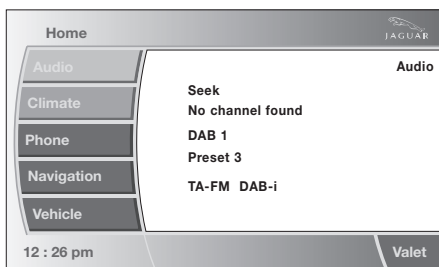 Home
JAGUAR
Audio
Audio
Climate
Phone
Navigation
Vehicle
Seek
No channel found
DAB 1
Preset 3
TA-FM DAB-i
12 : 26 pm
Valet